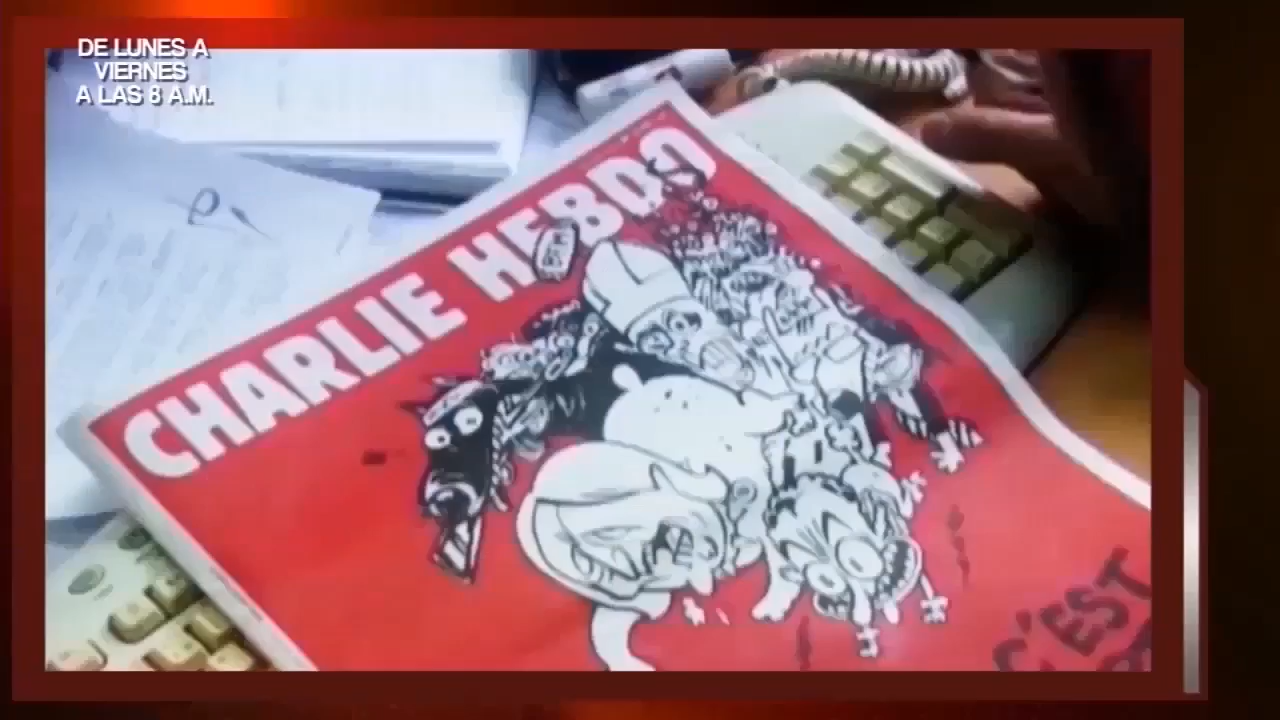 DE LUNES A
VIERNES
A LAS 8 A.M.
CHARLIE HEBDO
C'EST